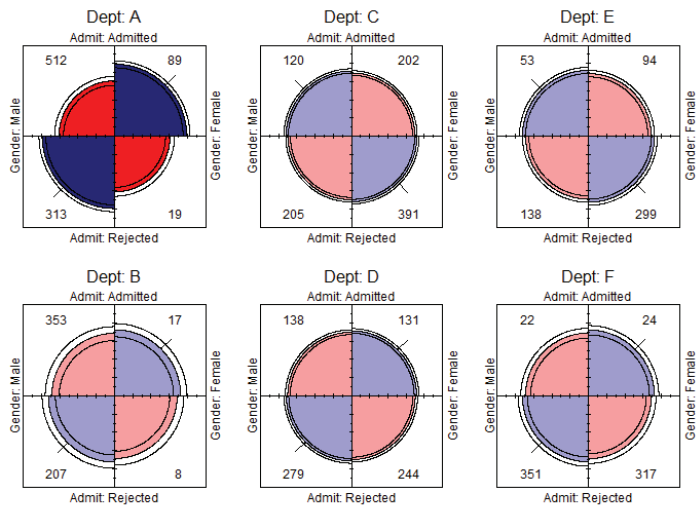 Dept: A
Admit: Admitted
512 89
Gender: Male
Gender: Female
313 19
Admit: Rejected
Dept: C
Admit: Admitted
120 202
Gender: Male
Gender: Female
205 391
Admit: Rejected
Dept: E
Admit: Admitted
53 94
Gender: Male
Gender: Female
138 299
Admit: Rejected
Dept: B
Admit: Admitted
353 17
Gender: Male
Gender: Female
207 8
Admit: Rejected
Dept: D
Admit: Admitted
138 131
Gender: Male
Gender: Female
279 244
Admit: Rejected
Dept: F
Admit: Admitted
22 24
Gender: Male
Gender: Female
351 317
Admit: Rejected